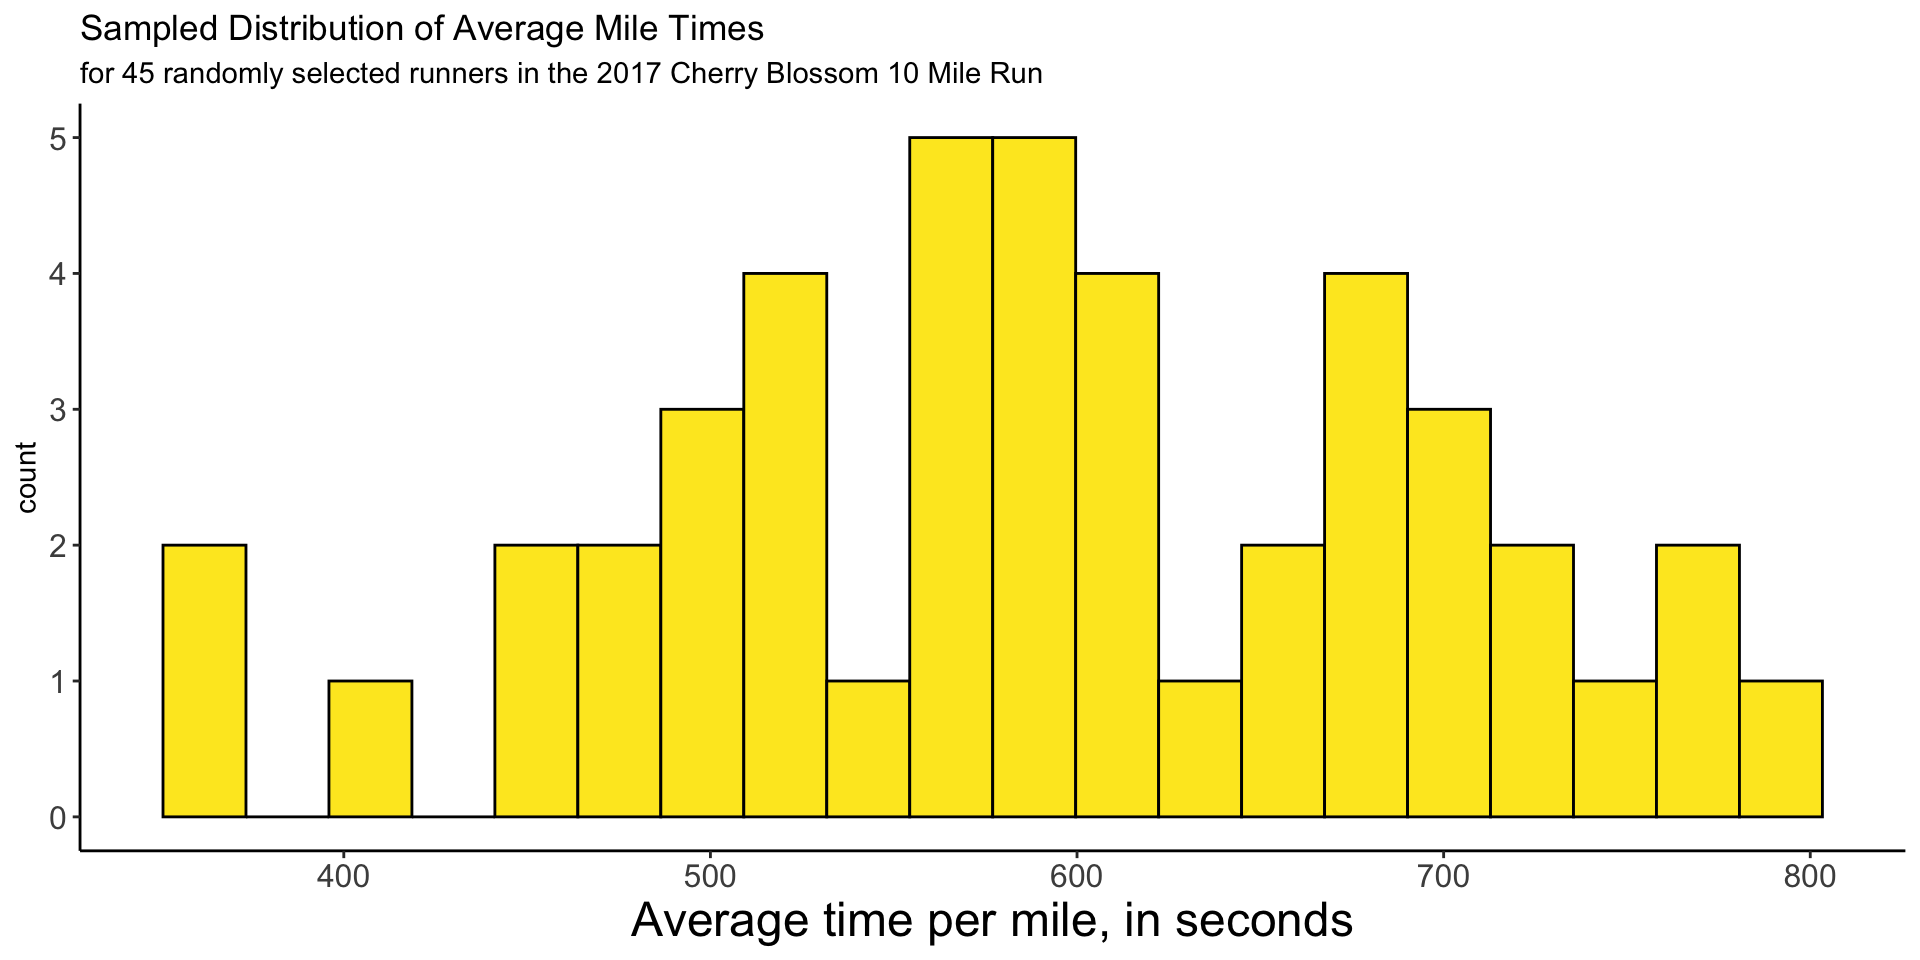 Sampled Distribution of Average Mile Times
for 45 randomly selected runners in the 2017 Cherry Blossom 10 Mile Run
5
4
3
2
1
0
count
400 500 600 700 800
Average time per mile, in seconds